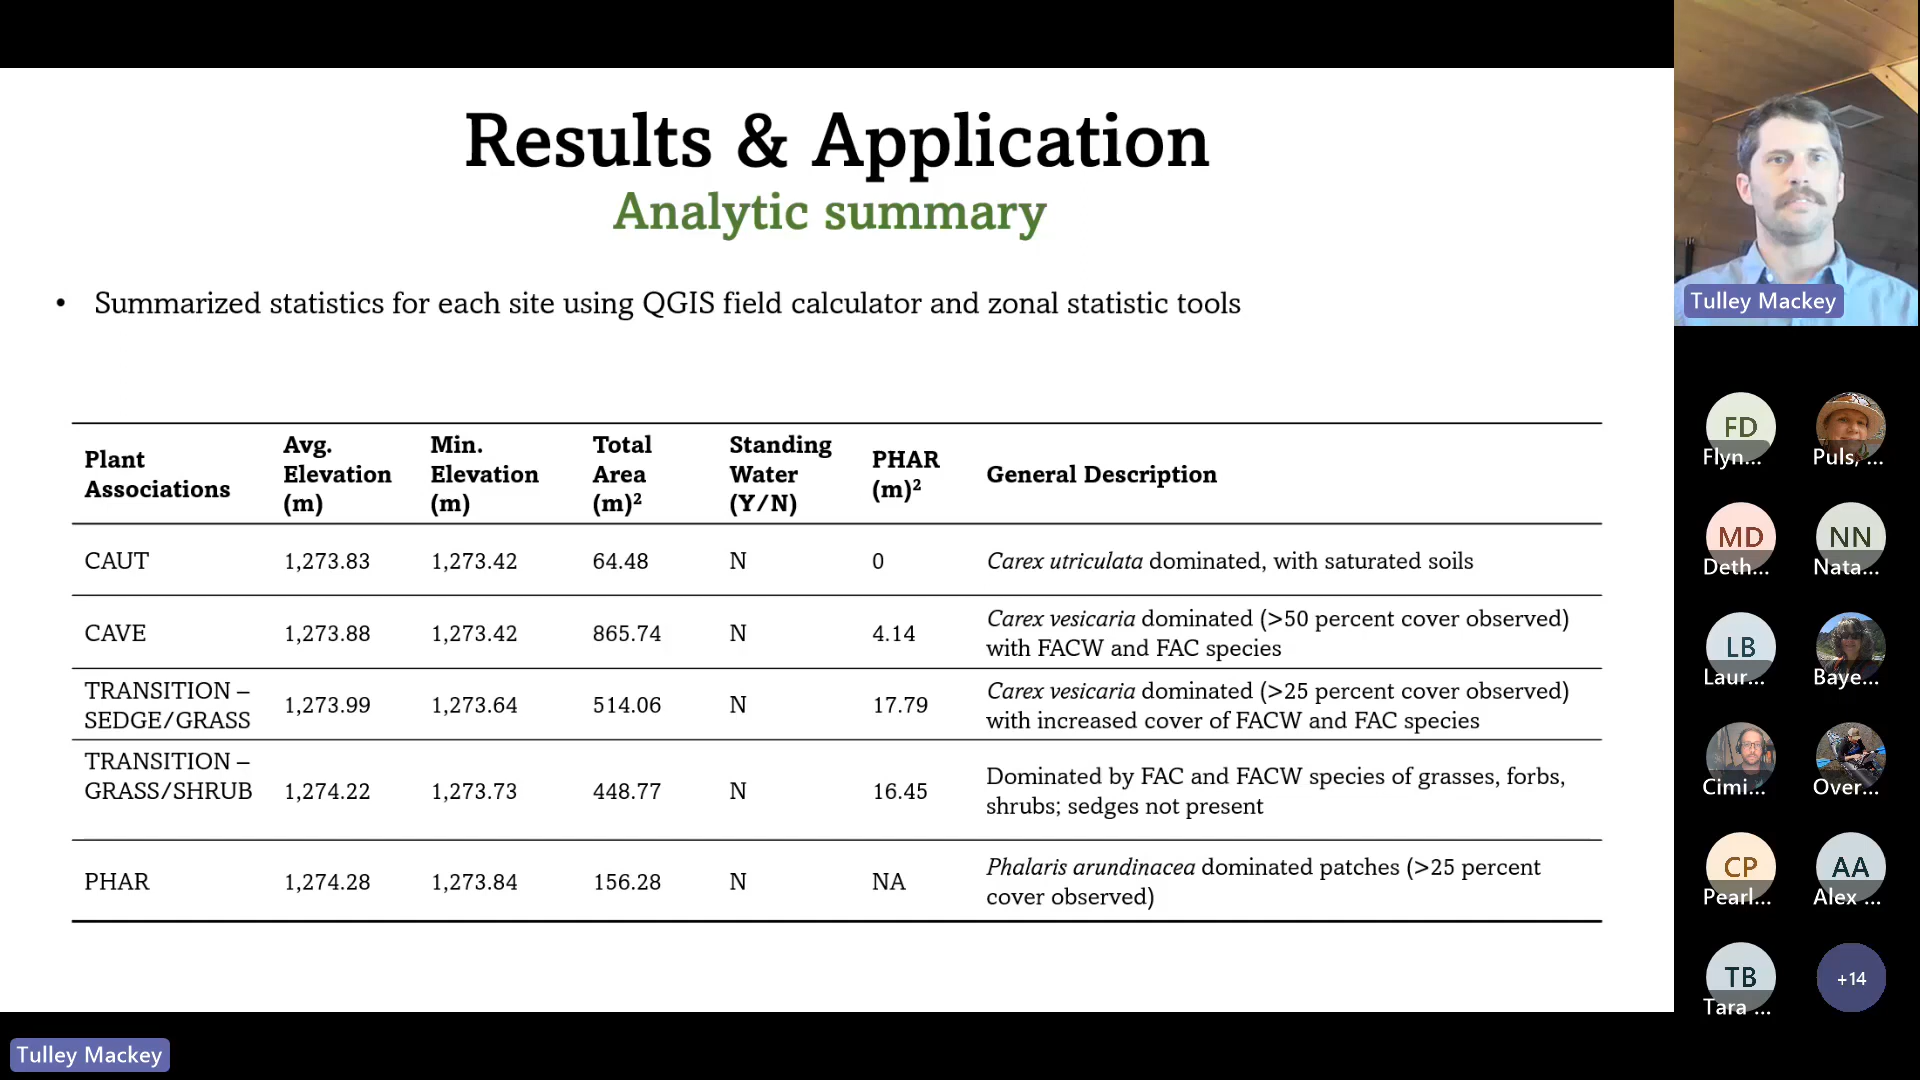 Results & Application
Analytic summary
• Summarized statistics for each site using QGIS field calculator and zonal statistic tools
Plant Associations Avg. Elevation (m) Min. Elevation (m) Total Area (m)² Standing Water (Y/N) PHAR (m)² General Description
CAUT 1,273.83 1,273.42 64.48 N 0 Carex utriculata dominated, with saturated soils
CAVE 1,273.88 1,273.42 865.74 N 4.14 Carex vesicaria dominated (>50 percent cover observed) with FACW and FAC species
TRANSITION – SEDGE/GRASS 1,273.99 1,273.64 514.06 N 17.79 Carex vesicaria dominated (>25 percent cover observed) with increased cover of FACW and FAC species
TRANSITION – GRASS/SHRUB 1,274.22 1,273.73 448.77 N 16.45 Dominated by FAC and FACW species of grasses, forbs, shrubs; sedges not present
PHAR 1,274.28 1,273.84 156.28 N NA Phalaris arundinacea dominated patches (>25 percent cover observed)
Tulley Mackey
FD
Flyn...
Puls, ...
MD
Deth...
NN
Nata...
LB
Laur...
Baye...
Cimi...
Over...
CP
Pearl...
AA
Alex ...
TB
Tara ...
+14
Tulley Mackey